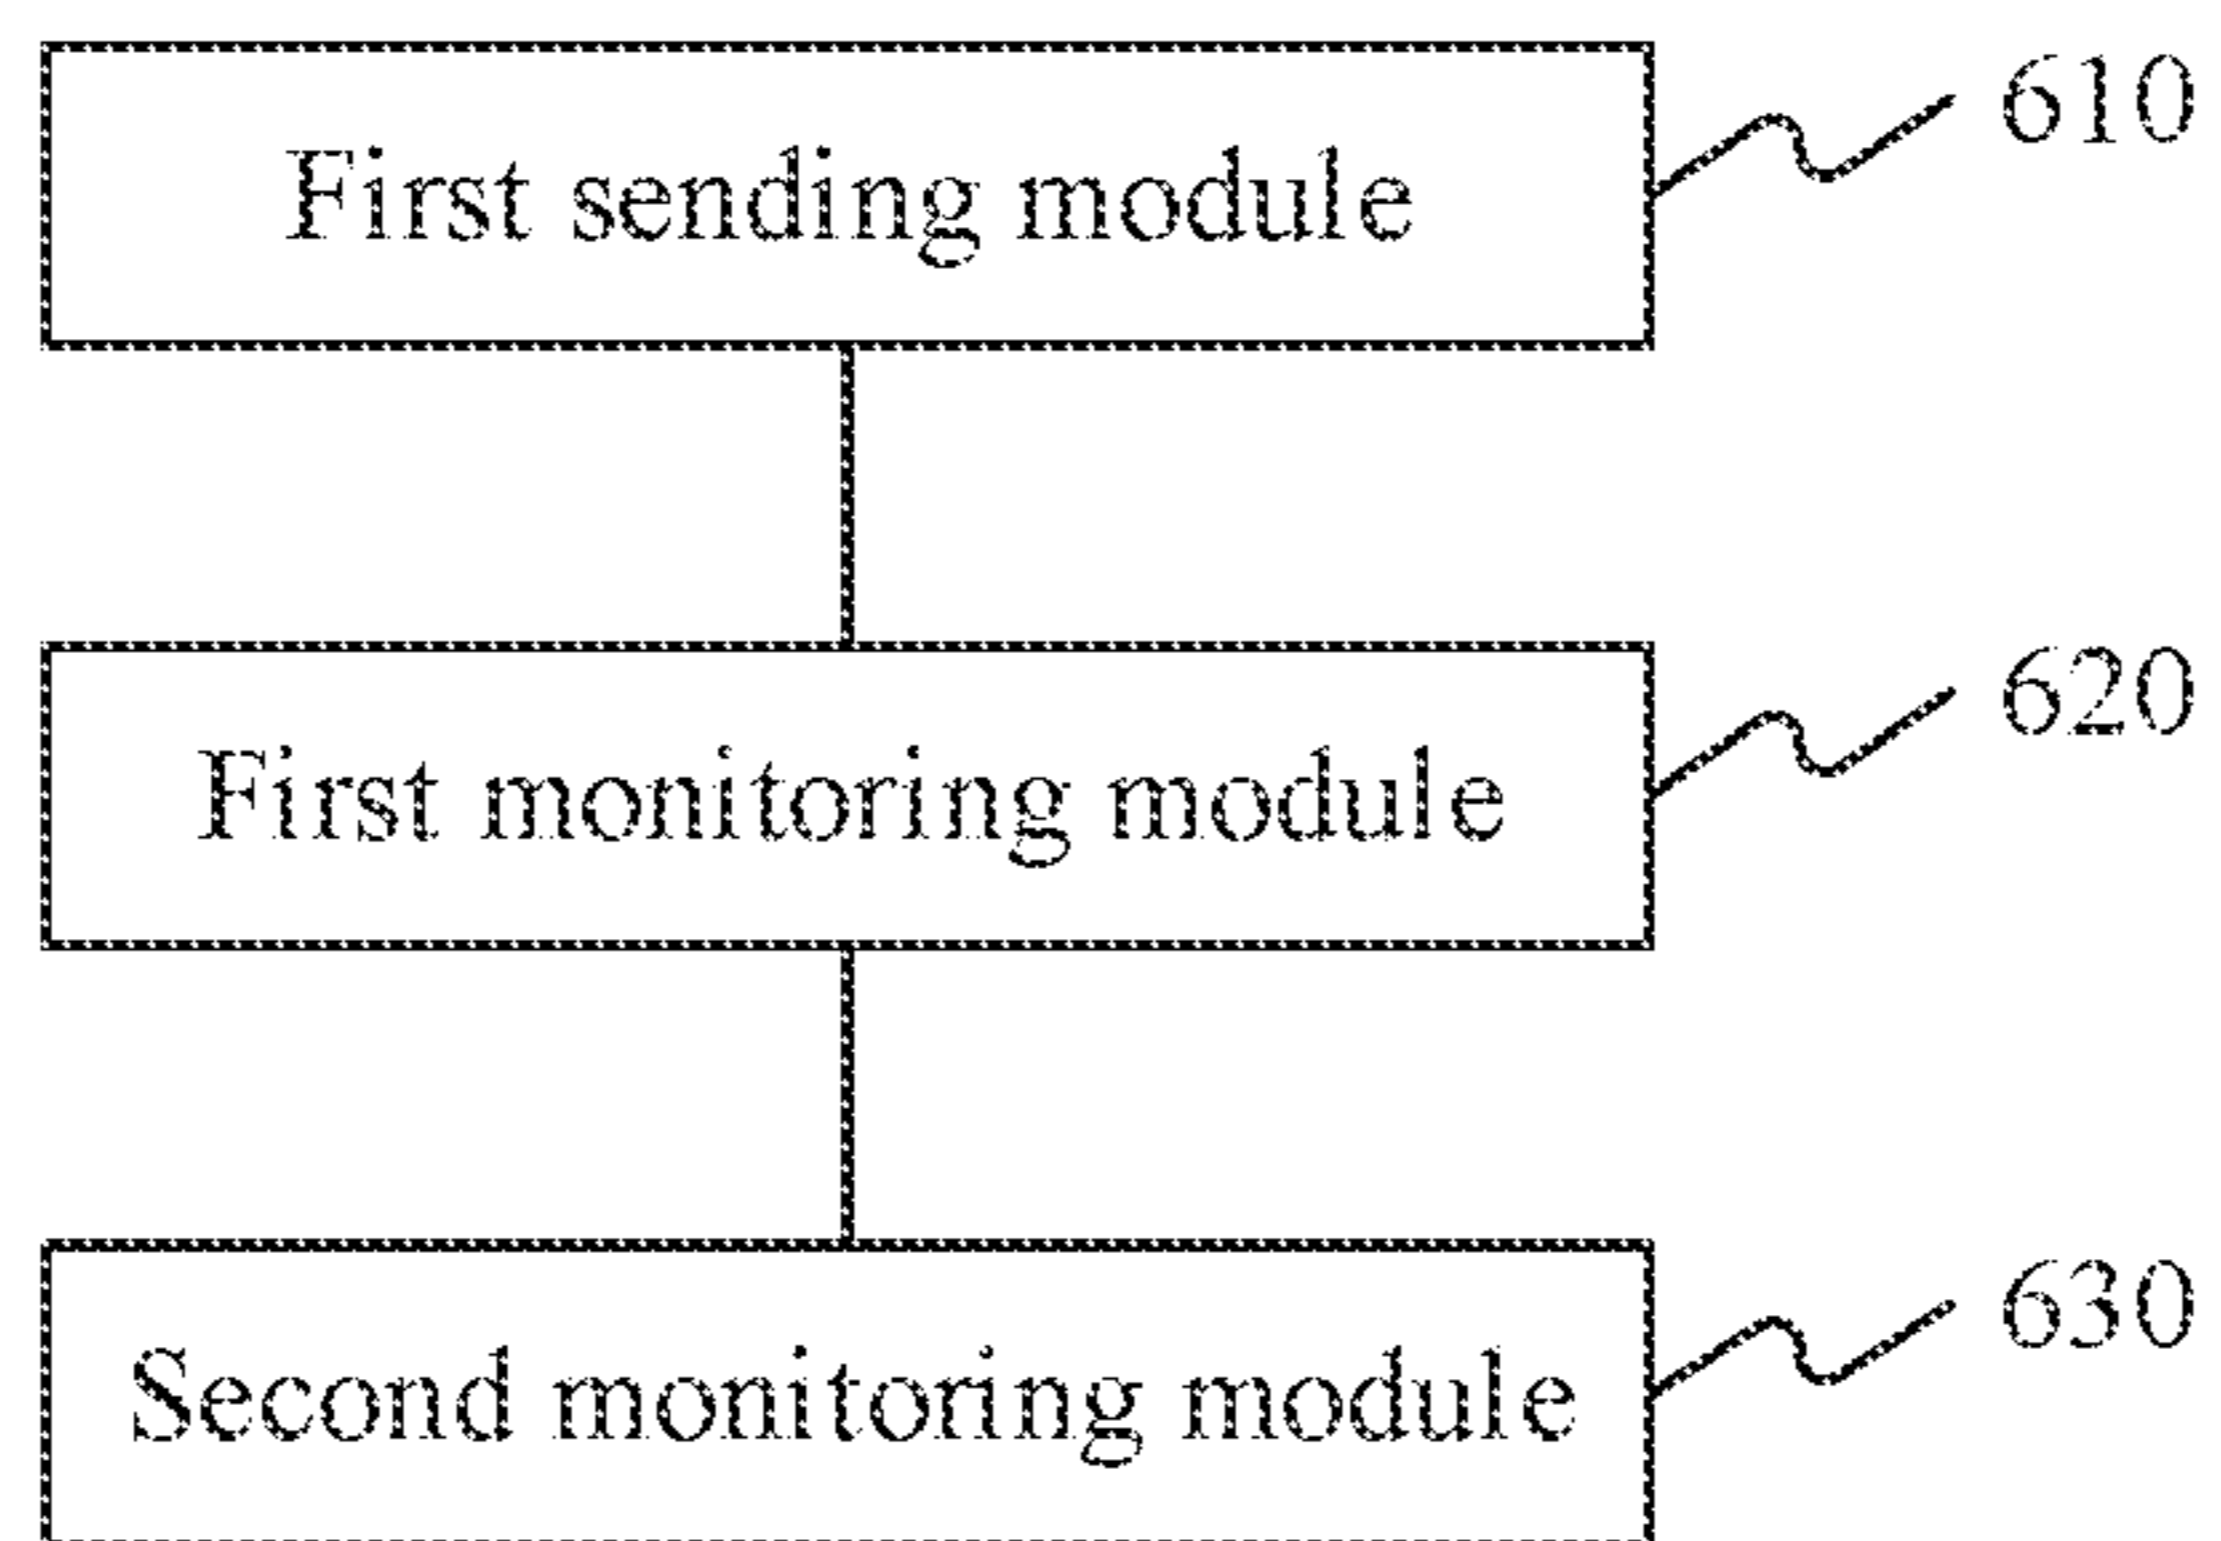 First sending module 610
First monitoring module 620
Second monitoring module 630